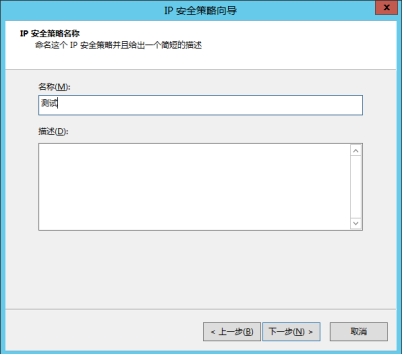 IP 安全策略向导
x
IP 安全策略名称
命名这个 IP 安全策略并且给出一个简短的描述
名称(M):
测试
描述(D):
< 上一步(B) 下一步(N) > 取消